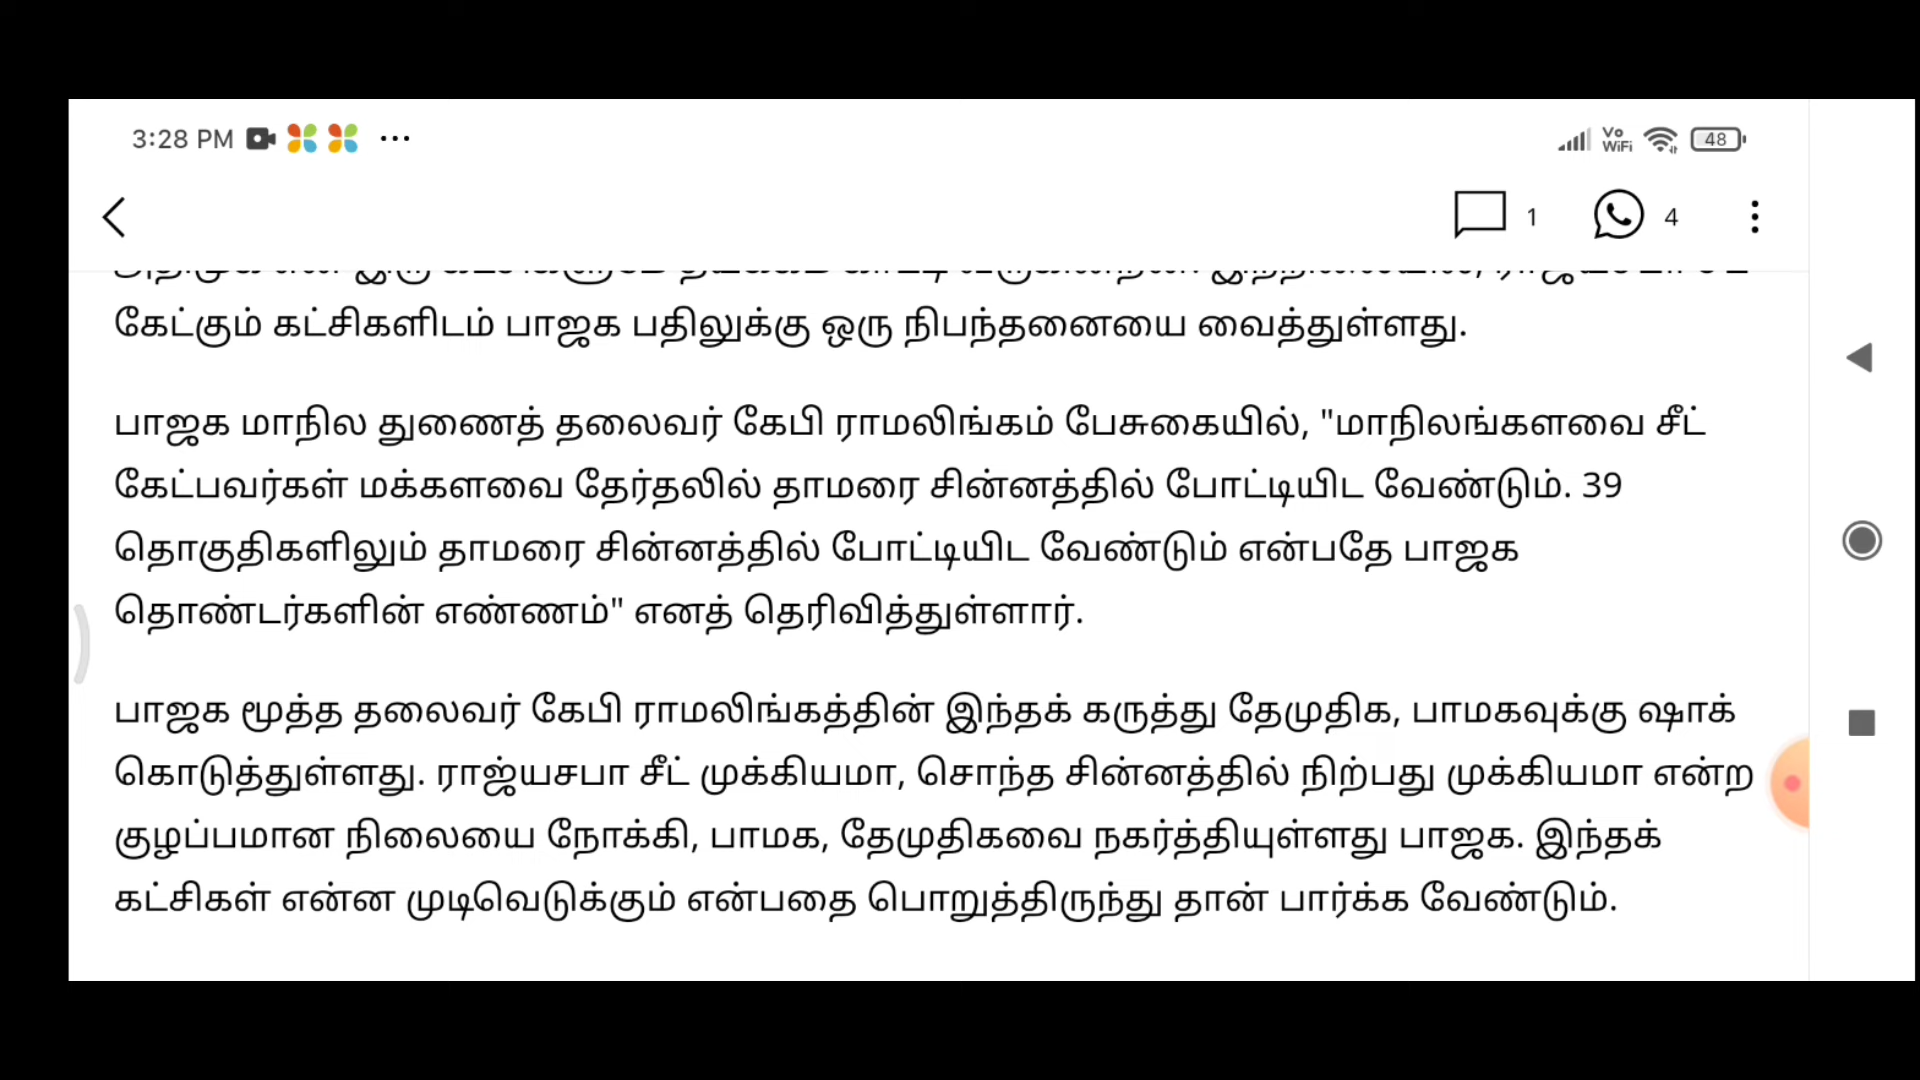 3:28 PM
Vo WiFi 48
1 4
கேட்கும் கட்சிகளிடம் பாஜக பதிலுக்கு ஒரு நிபந்தனையை வைத்துள்ளது.
பாஜக மாநில துணைத் தலைவர் கேபி ராமலிங்கம் பேசுகையில், "மாநிலங்களவை சீட்
கேட்பவர்கள் மக்களவை தேர்தலில் தாமரை சின்னத்தில் போட்டியிட வேண்டும். 39
தொகுதிகளிலும் தாமரை சின்னத்தில் போட்டியிட வேண்டும் என்பதே பாஜக
தொண்டர்களின் எண்ணம்" எனத் தெரிவித்துள்ளார்.
பாஜக மூத்த தலைவர் கேபி ராமலிங்கத்தின் இந்தக் கருத்து தேமுதிக, பாமகவுக்கு ஷாக்
கொடுத்துள்ளது. ராஜ்யசபா சீட் முக்கியமா, சொந்த சின்னத்தில் நிற்பது முக்கியமா என்ற
குழப்பமான நிலையை நோக்கி, பாமக, தேமுதிகவை நகர்த்தியுள்ளது பாஜக. இந்தக்
கட்சிகள் என்ன முடிவெடுக்கும் என்பதை பொறுத்திருந்து தான் பார்க்க வேண்டும்.